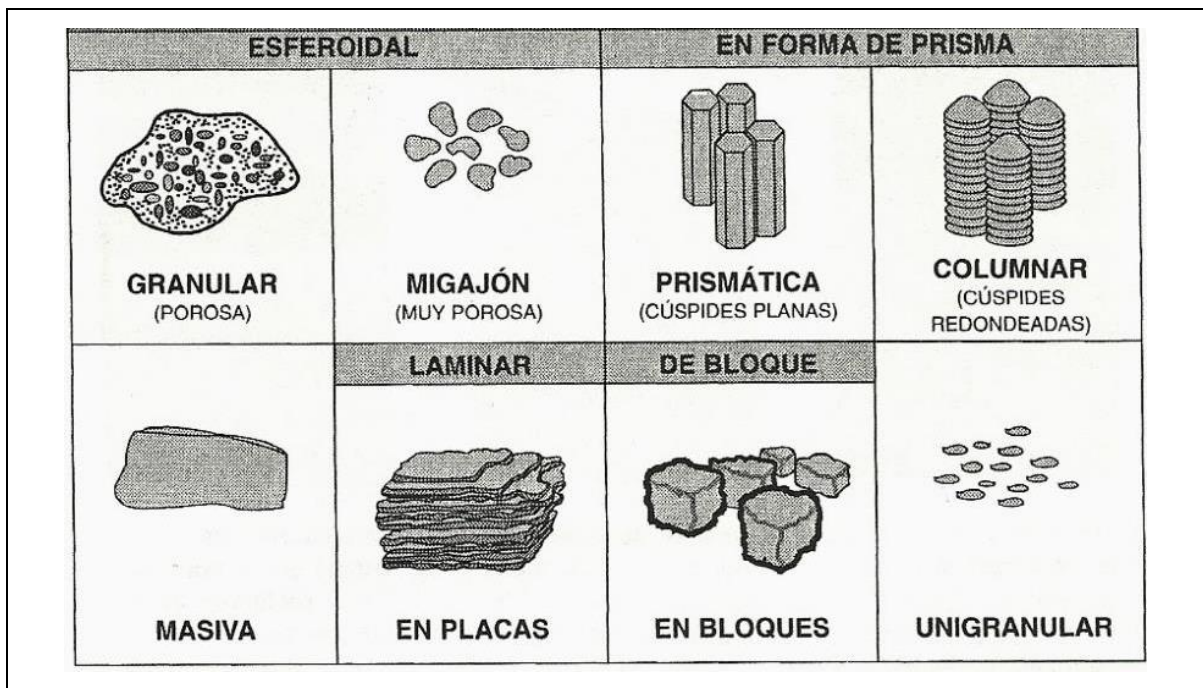 ESFEROIDAL
EN FORMA DE PRISMA
GRANULAR
(POROSA)
MIGAJÓN
(MUY POROSA)
PRISMÁTICA
(CÚSPIDES PLANAS)
COLUMNAR
(CÚSPIDES
REDONDEADAS)
LAMINAR
DE BLOQUE
MASIVA
EN PLACAS
EN BLOQUES
UNIGRANULAR